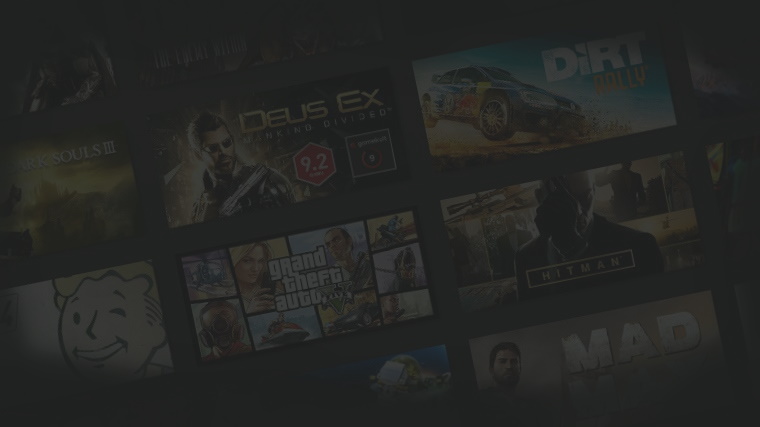 DiRT
RALLY
DEUS EX
MANKIND DIVIDED
DARK SOULS III
9.2
grand
theft
auto
V
HITMAN
MAD